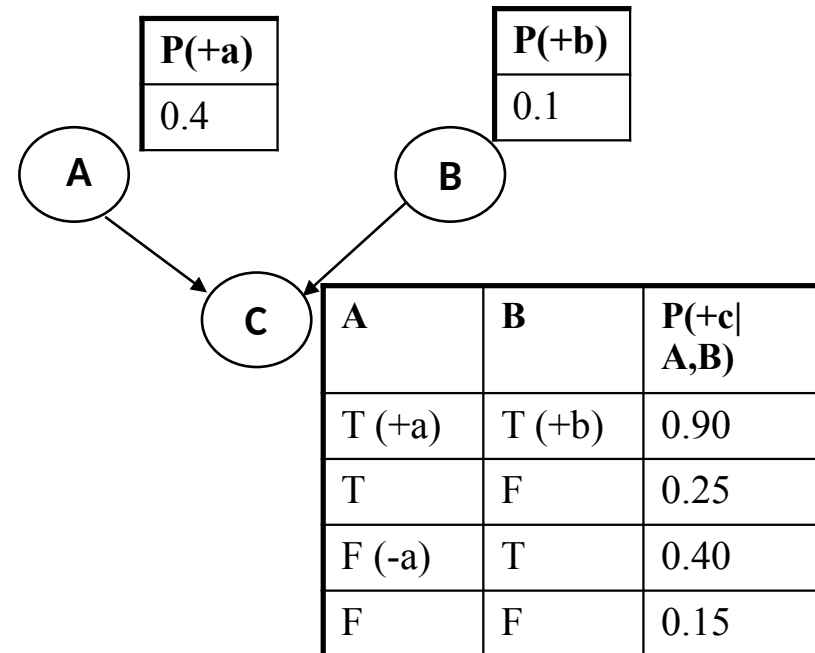 P(+a)
0.4
P(+b)
0.1
A
B
C
A B P(+c|
A,B)
T (+a) T (+b) 0.90
T F 0.25
F (-a) T 0.40
F F 0.15